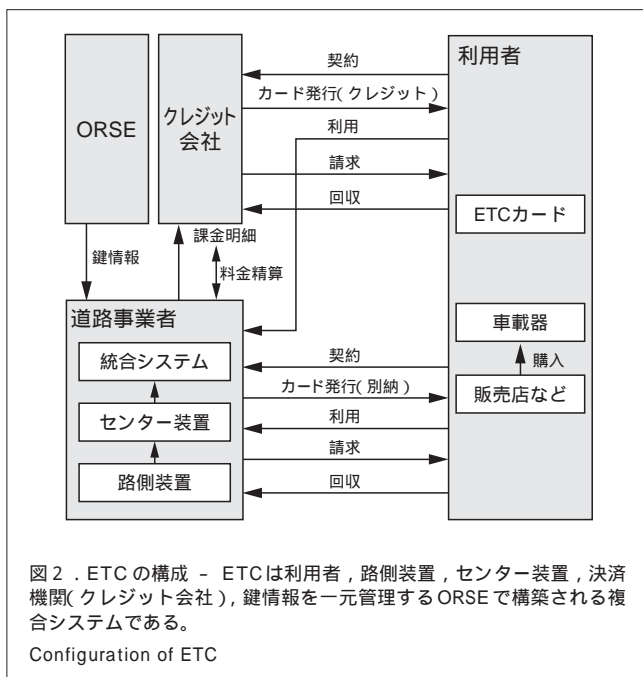 ORSE
クレジット
会社
利用者
契約
カード発行(クレジット)
利用
請求
回収
ETCカード
鍵情報
課金明細
料金精算
道路事業者
統合システム
センター装置
路側装置
契約
カード発行(別納)
利用
請求
回収
車載器
購入
販売店など
図2．ETCの構成 － ETCは利用者，路側装置，センター装置，決済
機関(クレジット会社)，鍵情報を一元管理するORSEで構築される複
合システムである。
Configuration of ETC